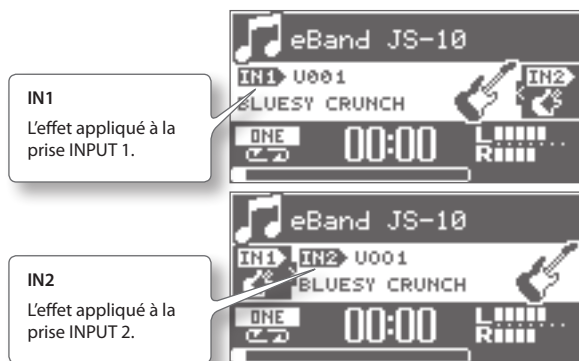 eBand JS-10
IN1 U001 IN2
BLUESY CRUNCH
ONE 00:00 L
R
IN1
L'effet appliqué à la
prise INPUT 1.
eBand JS-10
IN1 IN2 U001
BLUESY CRUNCH
ONE 00:00 L
R
IN2
L'effet appliqué à la
prise INPUT 2.